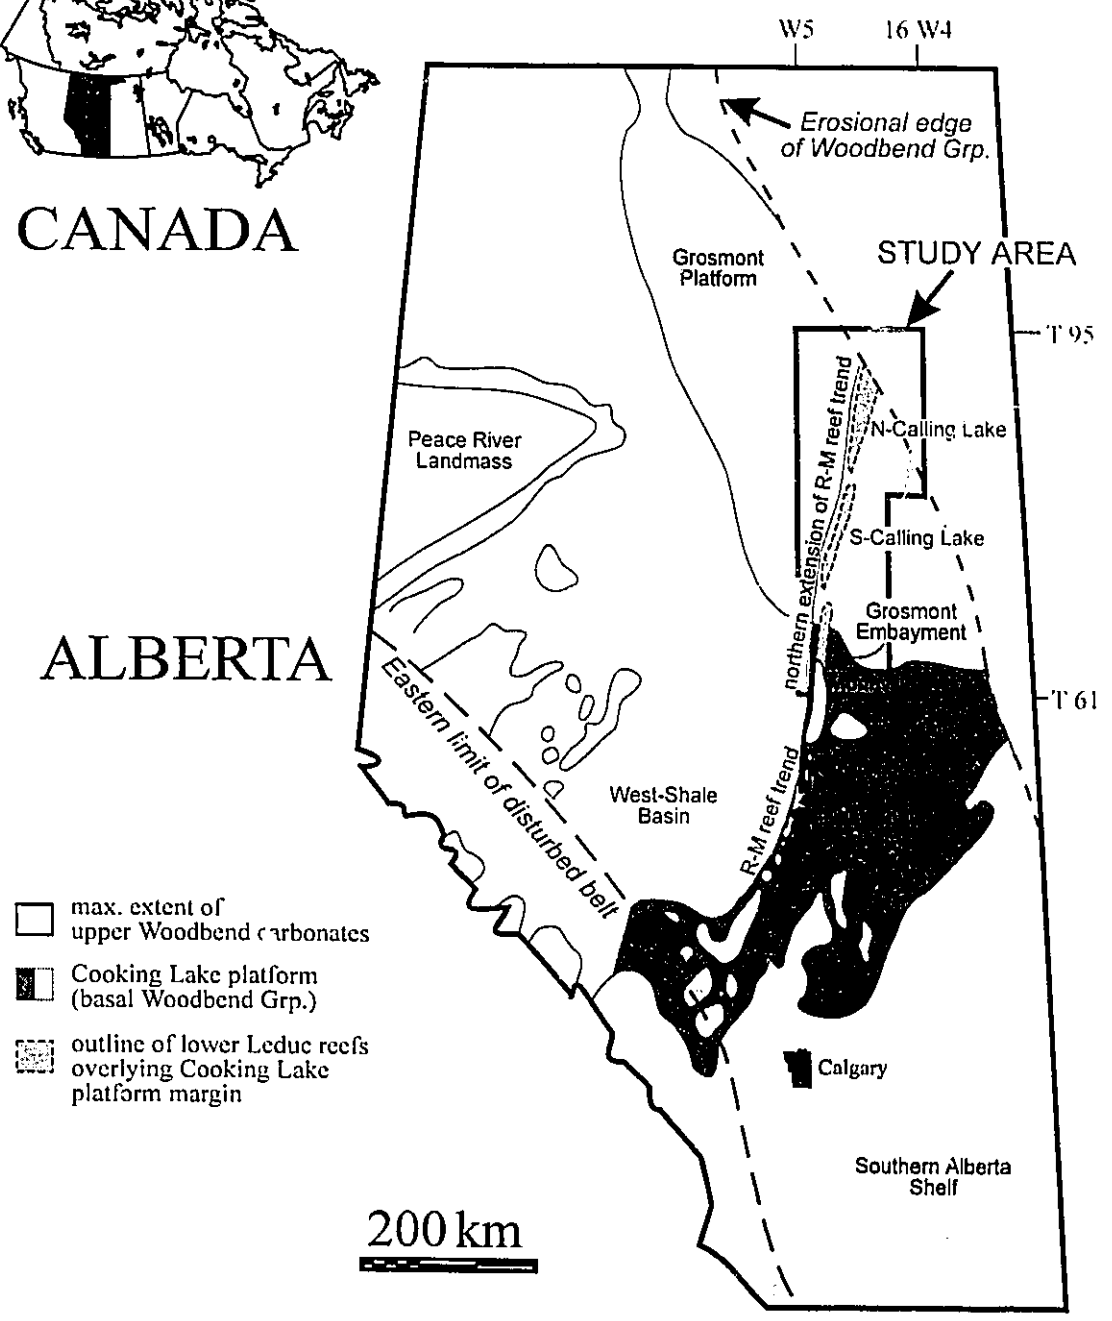 W5
16 W4
Erosional edge
of Woodbend Grp.
CANADA
STUDY AREA
Grosmont
Platform
T 95
northern extension of R-M reef trend
N-Calling Lake
Peace River
Landmass
S-Calling Lake
Grosmont
Embayment
ALBERTA
T 61
Eastern limit of disturbed belt
West-Shale
Basin
R-M reef trend
max. extent of
upper Woodbend carbonates
Cooking Lake platform
(basal Woodbend Grp.)
outline of lower Leduc reefs
overlying Cooking Lake
platform margin
Calgary
Southern Alberta
Shelf
200 km